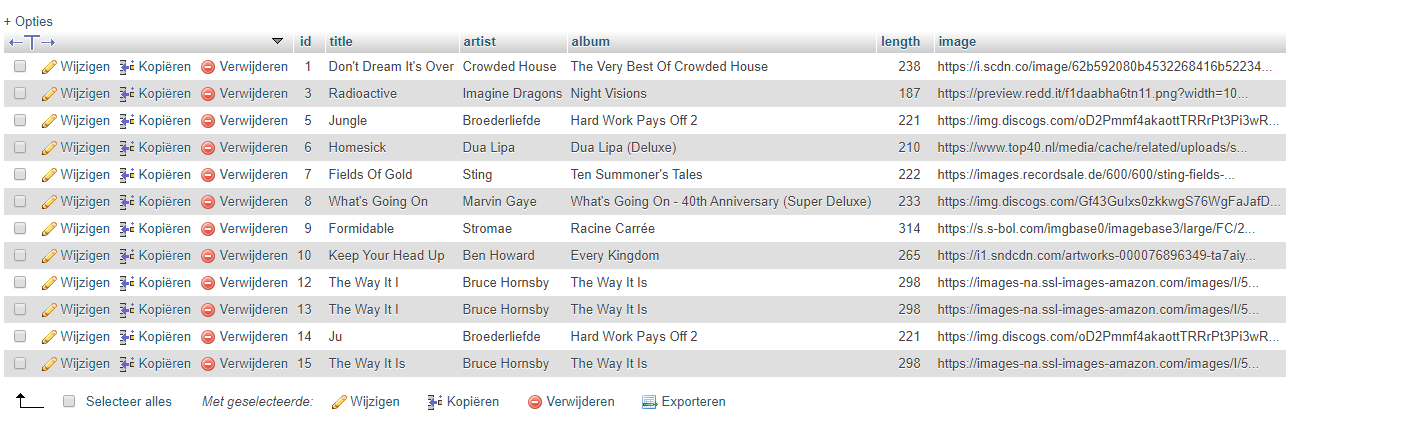 + Opties
id title artist album length image
Wijzigen Kopiëren Verwijderen 1 Don't Dream It's Over Crowded House The Very Best Of Crowded House 238 https://i.scdn.co/image/62b592080b4532268416b52234...
Wijzigen Kopiëren Verwijderen 3 Radioactive Imagine Dragons Night Visions 187 https://preview.redd.it/f1daabha6tn11.png?width=10...
Wijzigen Kopiëren Verwijderen 5 Jungle Broederliefde Hard Work Pays Off 2 221 https://img.discogs.com/oD2Pmmf4akaottTRRrPt3Pi3wR...
Wijzigen Kopiëren Verwijderen 6 Homesick Dua Lipa Dua Lipa (Deluxe) 210 https://www.top40.nl/media/cache/related/uploads/s...
Wijzigen Kopiëren Verwijderen 7 Fields Of Gold Sting Ten Summoner's Tales 222 https://images.recordsale.de/600/600/sting-fields-...
Wijzigen Kopiëren Verwijderen 8 What's Going On Marvin Gaye What's Going On - 40th Anniversary (Super Deluxe) 233 https://img.discogs.com/Gf43Gulxs0zkkwgS76WgFaJafD...
Wijzigen Kopiëren Verwijderen 9 Formidable Stromae Racine Carrée 314 https://s.s-bol.com/imgbase0/imagebase3/large/FC/2...
Wijzigen Kopiëren Verwijderen 10 Keep Your Head Up Ben Howard Every Kingdom 265 https://i1.sndcdn.com/artworks-000076896349-ta7aiy...
Wijzigen Kopiëren Verwijderen 12 The Way It I Bruce Hornsby The Way It Is 298 https://images-na.ssl-images-amazon.com/images/I/5...
Wijzigen Kopiëren Verwijderen 13 The Way It I Bruce Hornsby The Way It Is 298 https://images-na.ssl-images-amazon.com/images/I/5...
Wijzigen Kopiëren Verwijderen 14 Ju Broederliefde Hard Work Pays Off 2 221 https://img.discogs.com/oD2Pmmf4akaottTRRrPt3Pi3wR...
Wijzigen Kopiëren Verwijderen 15 The Way It Is Bruce Hornsby The Way It Is 298 https://images-na.ssl-images-amazon.com/images/I/5...
Selecteer alles Met geselecteerde: Wijzigen Kopiëren Verwijderen Exporteren